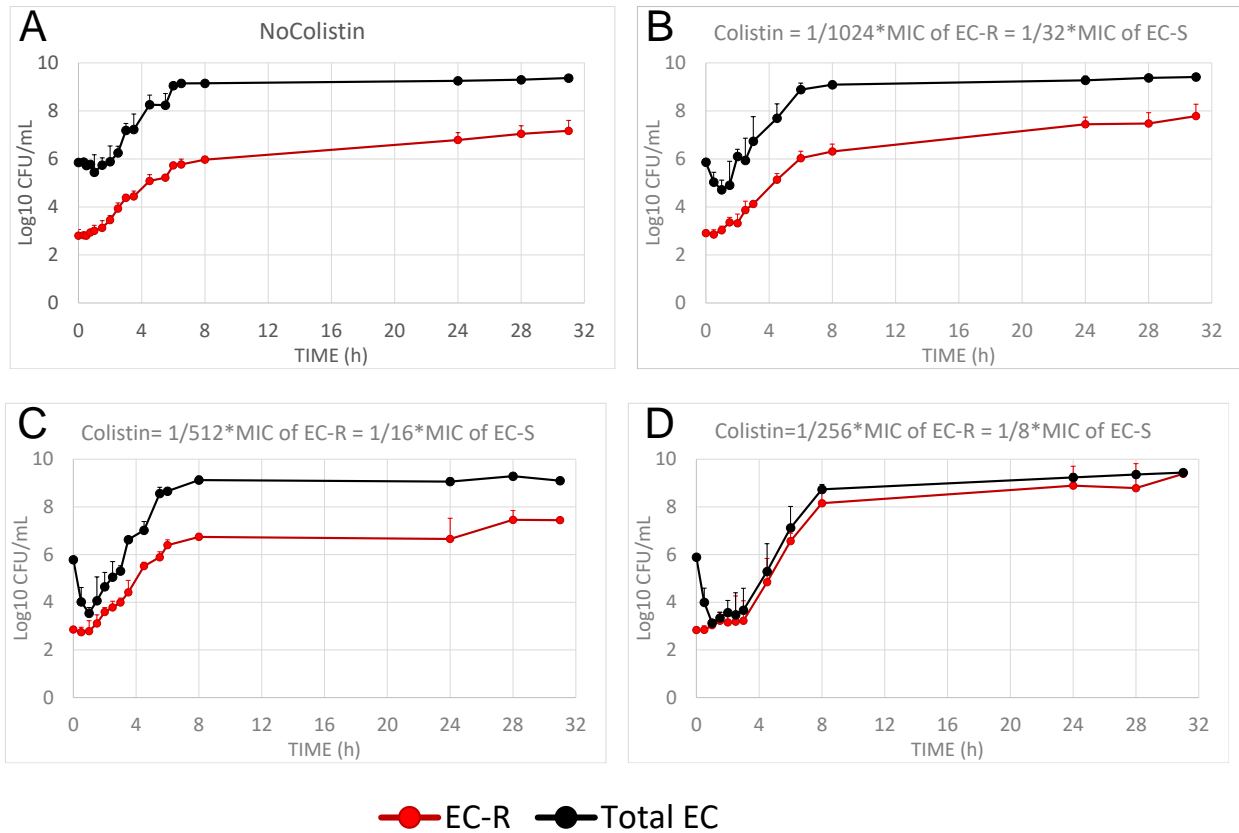 A
NoColistin
10
8
6
4
2
0
Log10 CFU/mL
0 4 8 12 16 20 24 28 32
TIME (h)
B
Colistin = 1/1024*MIC of EC-R = 1/32*MIC of EC-S
10
8
6
4
2
0
Log10 CFU/mL
0 4 8 12 16 20 24 28 32
TIME (h)
C
Colistin= 1/512*MIC of EC-R = 1/16*MIC of EC-S
10
8
6
4
2
0
Log10 CFU/mL
0 4 8 12 16 20 24 28 32
TIME (h)
D
Colistin=1/256*MIC of EC-R = 1/8*MIC of EC-S
10
8
6
4
2
0
Log10 CFU/mL
0 4 8 12 16 20 24 28 32
TIME (h)
EC-R Total EC